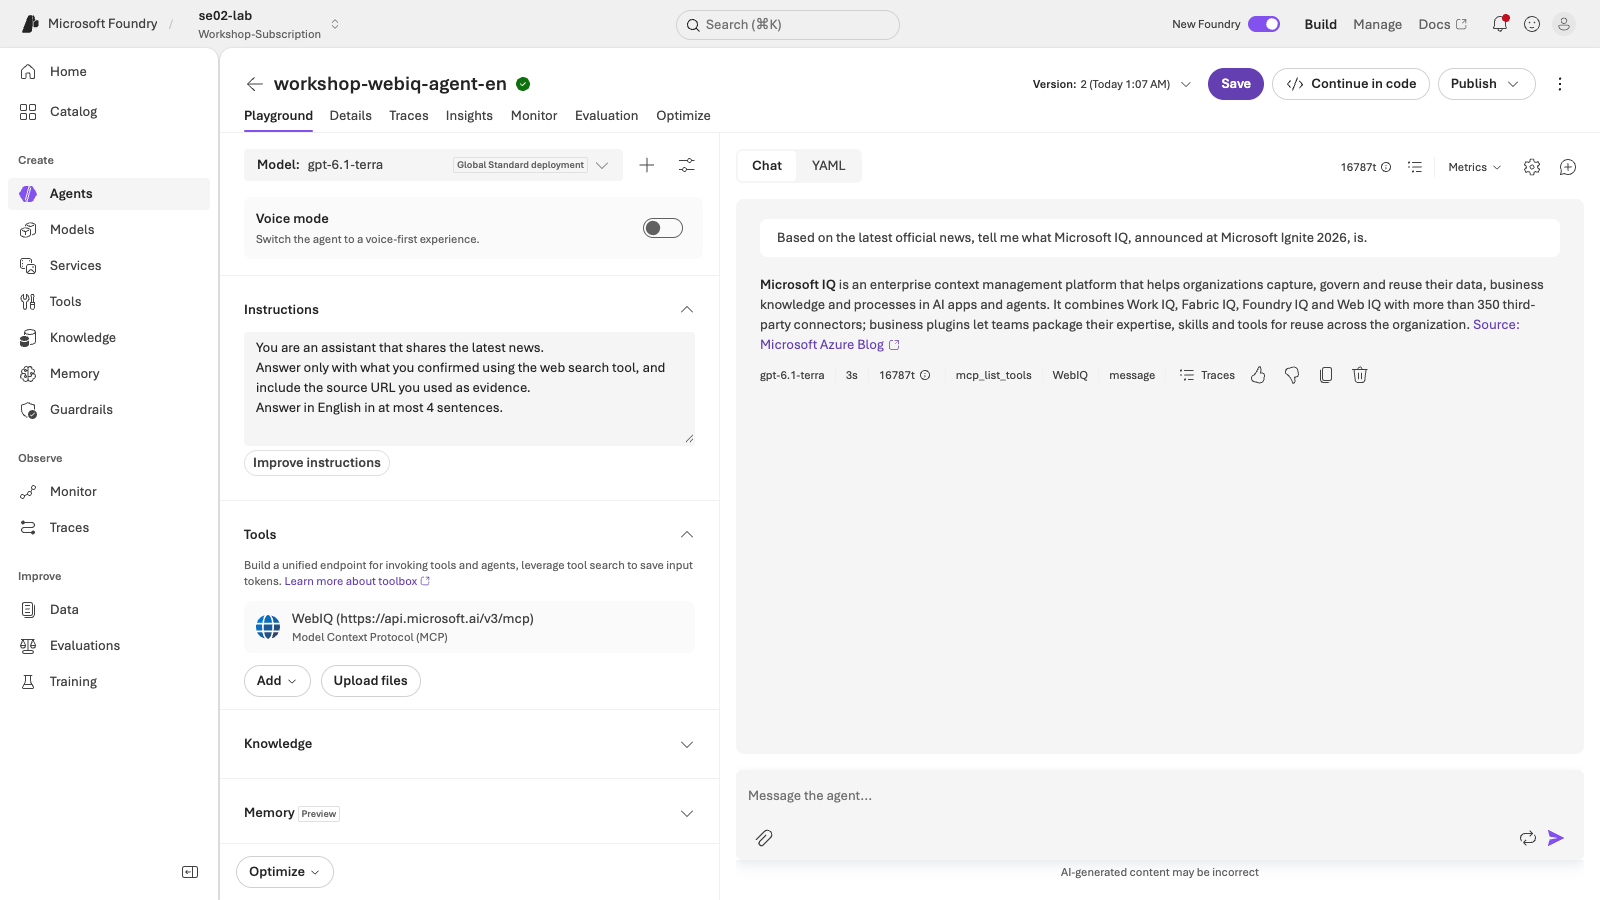 Microsoft Foundry
/
se02-lab
Workshop-Subscription
Search (⌘K)
New Foundry
Build
Manage
Docs
Home
Catalog
Create
Agents
Models
Services
Tools
Knowledge
Memory
Guardrails
Observe
Monitor
Traces
Improve
Data
Evaluations
Training
workshop-webiq-agent-en
Version: 2 (Today 1:07 AM)
Save
Continue in code
Publish
Playground
Details
Traces
Insights
Monitor
Evaluation
Optimize
Model: gpt-6.1-terra
Global Standard deployment
Voice mode
Switch the agent to a voice-first experience.
Instructions
You are an assistant that shares the latest news.
Answer only with what you confirmed using the web search tool, and
include the source URL you used as evidence.
Answer in English in at most 4 sentences.
Improve instructions
Tools
Build a unified endpoint for invoking tools and agents, leverage tool search to save input
tokens. Learn more about toolbox
WebIQ (https://api.microsoft.ai/v3/mcp)
Model Context Protocol (MCP)
Add
Upload files
Knowledge
Memory Preview
Optimize
Chat
YAML
16787t
Metrics
Based on the latest official news, tell me what Microsoft IQ, announced at Microsoft Ignite 2026, is.
Microsoft IQ is an enterprise context management platform that helps organizations capture, govern and reuse their data, business
knowledge and processes in AI apps and agents. It combines Work IQ, Fabric IQ, Foundry IQ and Web IQ with more than 350 third-
party connectors; business plugins let teams package their expertise, skills and tools for reuse across the organization. Source:
Microsoft Azure Blog
gpt-6.1-terra
3s
16787t
mcp_list_tools
WebIQ
message
Traces
Message the agent...
AI-generated content may be incorrect